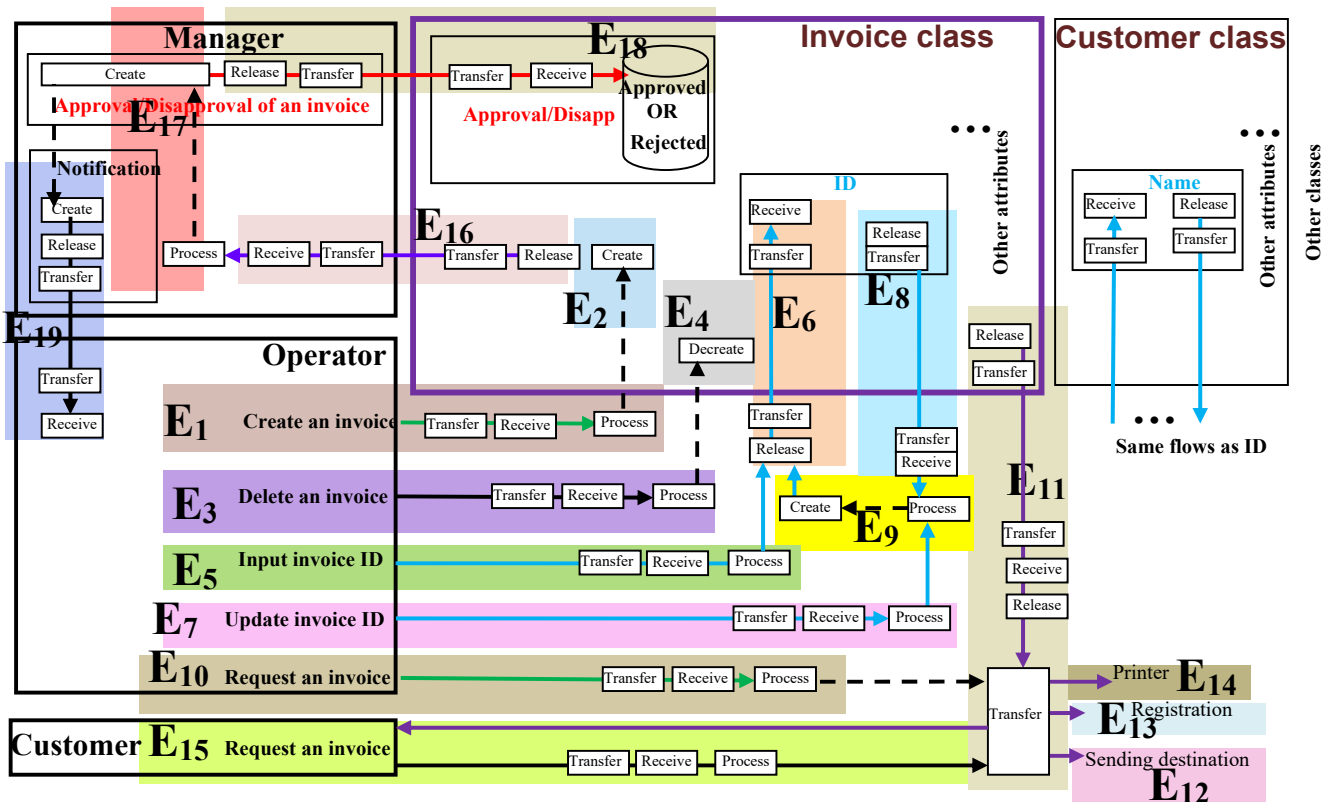 Manager
E18
Invoice class
Customer class
Create
Release
Transfer
Transfer
Receive
Approved
OR
Rejected
Approval/Disapproval of an invoice
Approval/Disapp
E17
...
Other attributes
...
Other attributes
Other classes
Notification
ID
Name
Create
Release
Transfer
Receive
Transfer
Release
Transfer
Receive
Transfer
Release
Transfer
Process
Receive
Transfer
E16
Transfer
Release
Create
E2
E4
E6
E8
E19
Operator
Decreate
Release
Transfer
Transfer
Receive
E1
Create an invoice
Transfer
Receive
Process
Transfer
Release
Transfer
Receive
...
Same flows as ID
E3
Delete an invoice
Transfer
Receive
Process
Create
Process
E9
E11
Transfer
Receive
Release
E5
Input invoice ID
Transfer
Receive
Process
E7
Update invoice ID
Transfer
Receive
Process
E10
Request an invoice
Transfer
Receive
Process
Transfer
Printer
E14
Registration
E13
Sending destination
E12
Customer
E15
Request an invoice
Transfer
Receive
Process